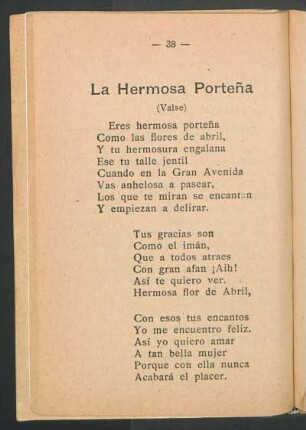 — 38 —
La Hermosa Porteña
(Valse)
Eres hermosa porteña
Como las flores de abril,
Y tu hermosura engalana
Ese tu talle jentil
Cuando en la Gran Avenida
Vas anhelosa a pasear,
Los que te miran se encantan
Y empiezan a delirar.
Tus gracias son
Como el imán,
Que a todos atraes
Con gran afan ¡Aih!
Así te quiero ver.
Hermosa flor de Abril,
Con esos tus encantos
Yo me encuentro feliz.
Así yo quiero amar
A tan bella mujer
Porque con ella nunca
Acabará el placer.